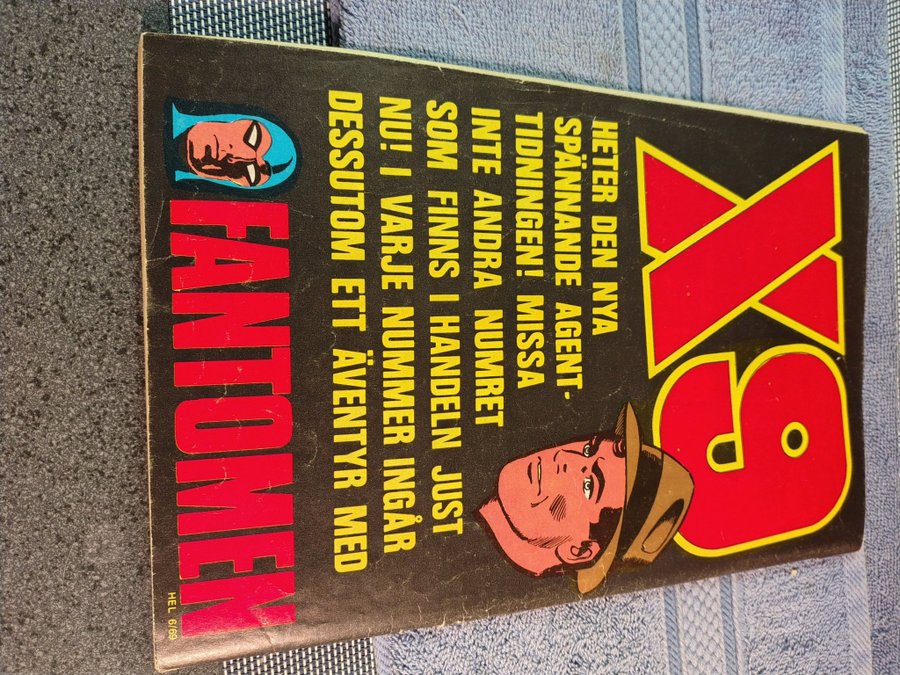 X9
HETER DEN NYA
SPÄNNANDE AGENT-
TIDNINGEN! MISSA
INTE ANDRA NUMRET
SOM FINNS I HANDELN JUST
NU! I VARJE NUMMER INGÅR
DESSUTOM ETT ÄVENTYR MED
FANTOMEN
HEL 6/69